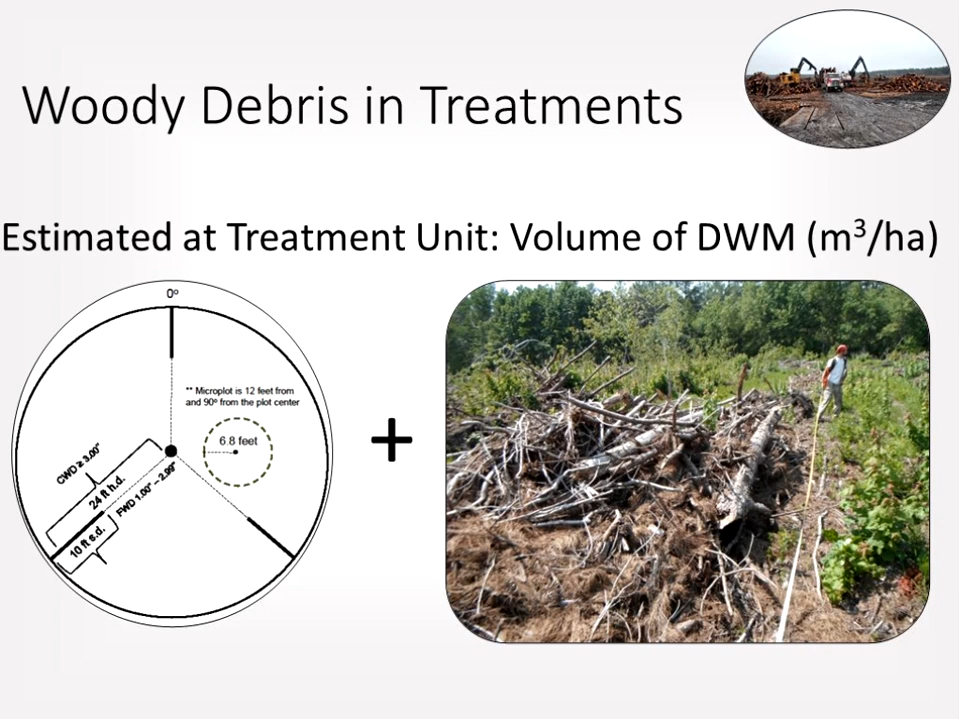 Woody Debris in Treatments
Estimated at Treatment Unit: Volume of DWM (m³/ha)
0°
** Microplot is 12 feet from
and 90° from the plot center
6.8 feet
CWD ≥ 3.00"
24 ft h.d.
FWD 1.00" – 2.99"
10 ft s.d.
+